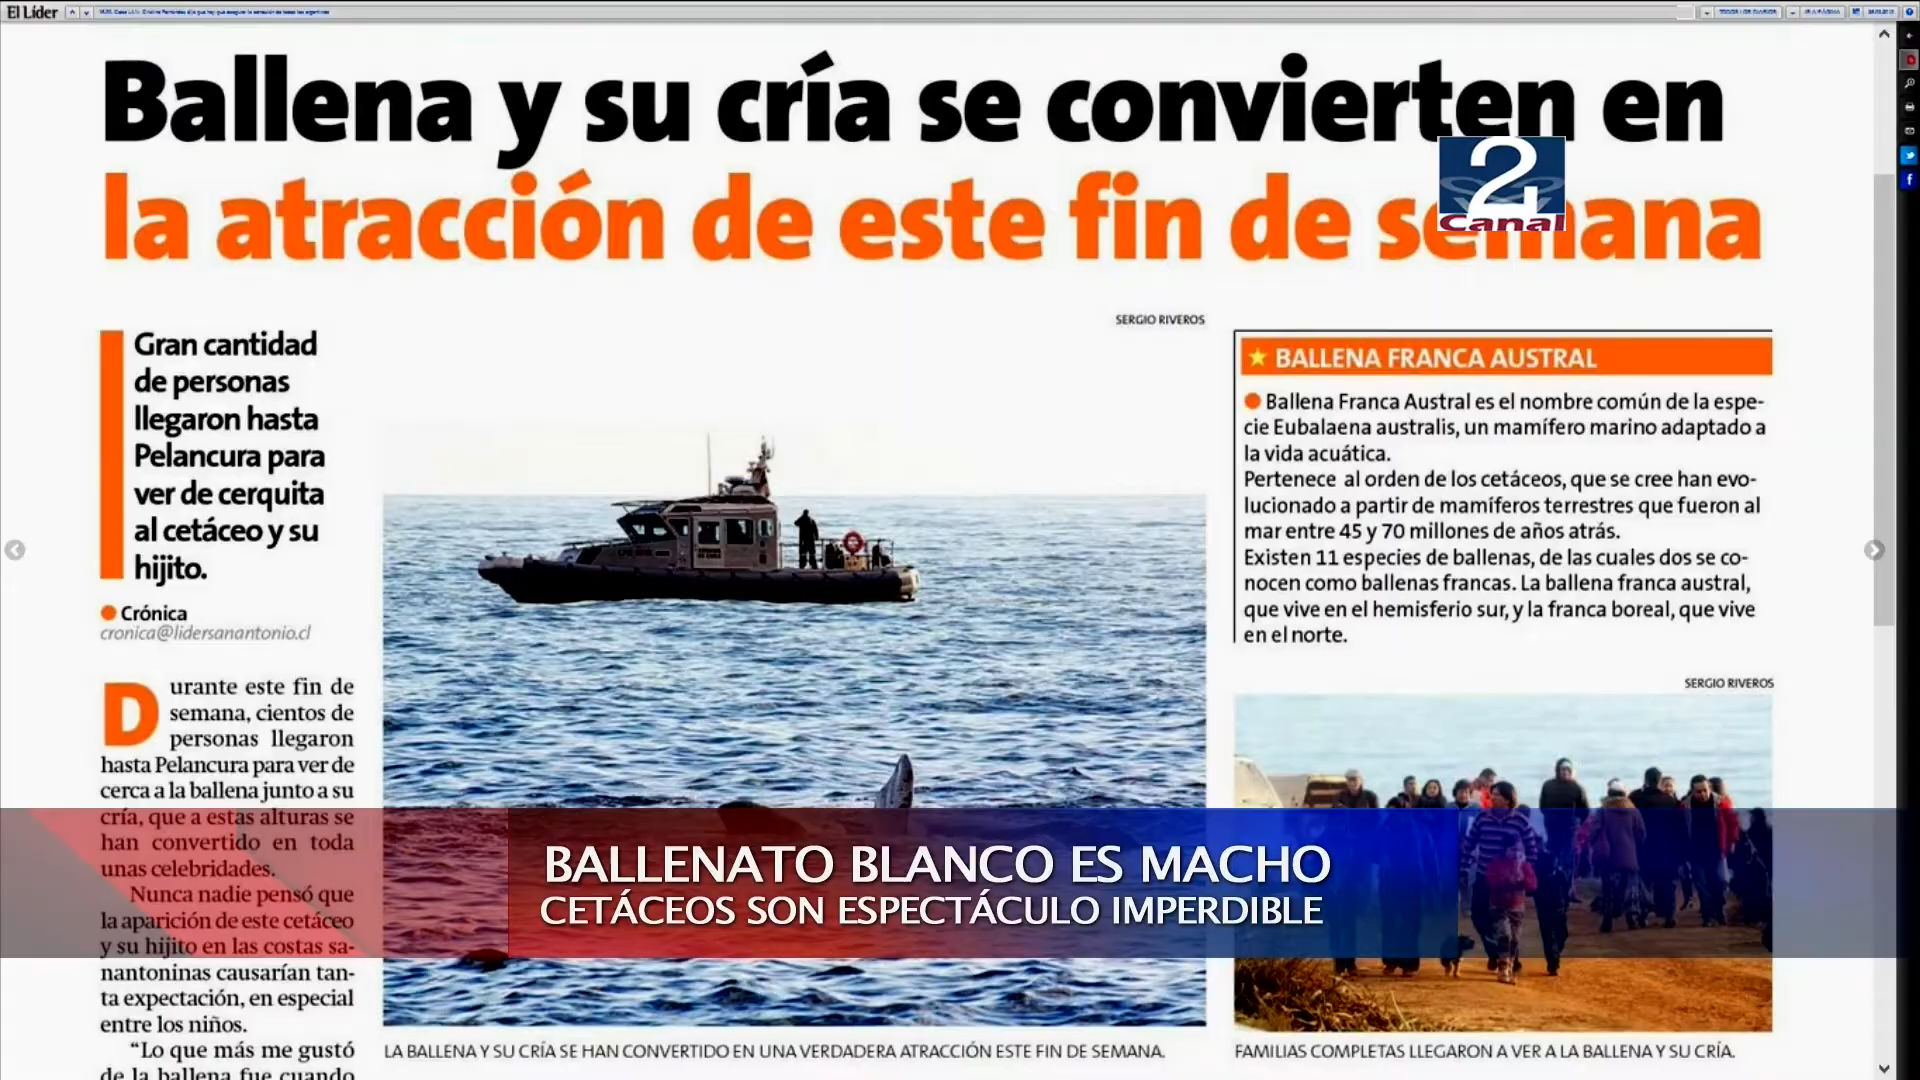 El Líder
Ballena y su cría se convierten en
la atracción de este fin de semana
2
Canal
SERGIO RIVEROS
Gran cantidad
de personas
llegaron hasta
Pelancura para
ver de cerquita
al cetáceo y su
hijito.
Crónica
cronica@lidersanantonio.cl
Durante este fin de
semana, cientos de
personas llegaron
hasta Pelancura para ver de
cerca a la ballena junto a su
cría, que a estas alturas se
han convertido en toda
unas celebridades.
Nunca nadie pensó que
la aparición de este cetáceo
y su hijito en las costas sa-
nantoninas causarían tan-
ta expectación, en especial
entre los niños.
“Lo que más me gustó
de la ballena fue cuando
LA BALLENA Y SU CRÍA SE HAN CONVERTIDO EN UNA VERDADERA ATRACCIÓN ESTE FIN DE SEMANA.
BALLENA FRANCA AUSTRAL
Ballena Franca Austral es el nombre común de la espe-
cie Eubalaena australis, un mamífero marino adaptado a
la vida acuática.
Pertenece al orden de los cetáceos, que se cree han evo-
lucionado a partir de mamíferos terrestres que fueron al
mar entre 45 y 70 millones de años atrás.
Existen 11 especies de ballenas, de las cuales dos se co-
nocen como ballenas francas. La ballena franca austral,
que vive en el hemisferio sur, y la franca boreal, que vive
en el norte.
SERGIO RIVEROS
FAMILIAS COMPLETAS LLEGARON A VER A LA BALLENA Y SU CRÍA.
BALLENATO BLANCO ES MACHO
CETÁCEOS SON ESPECTÁCULO IMPERDIBLE